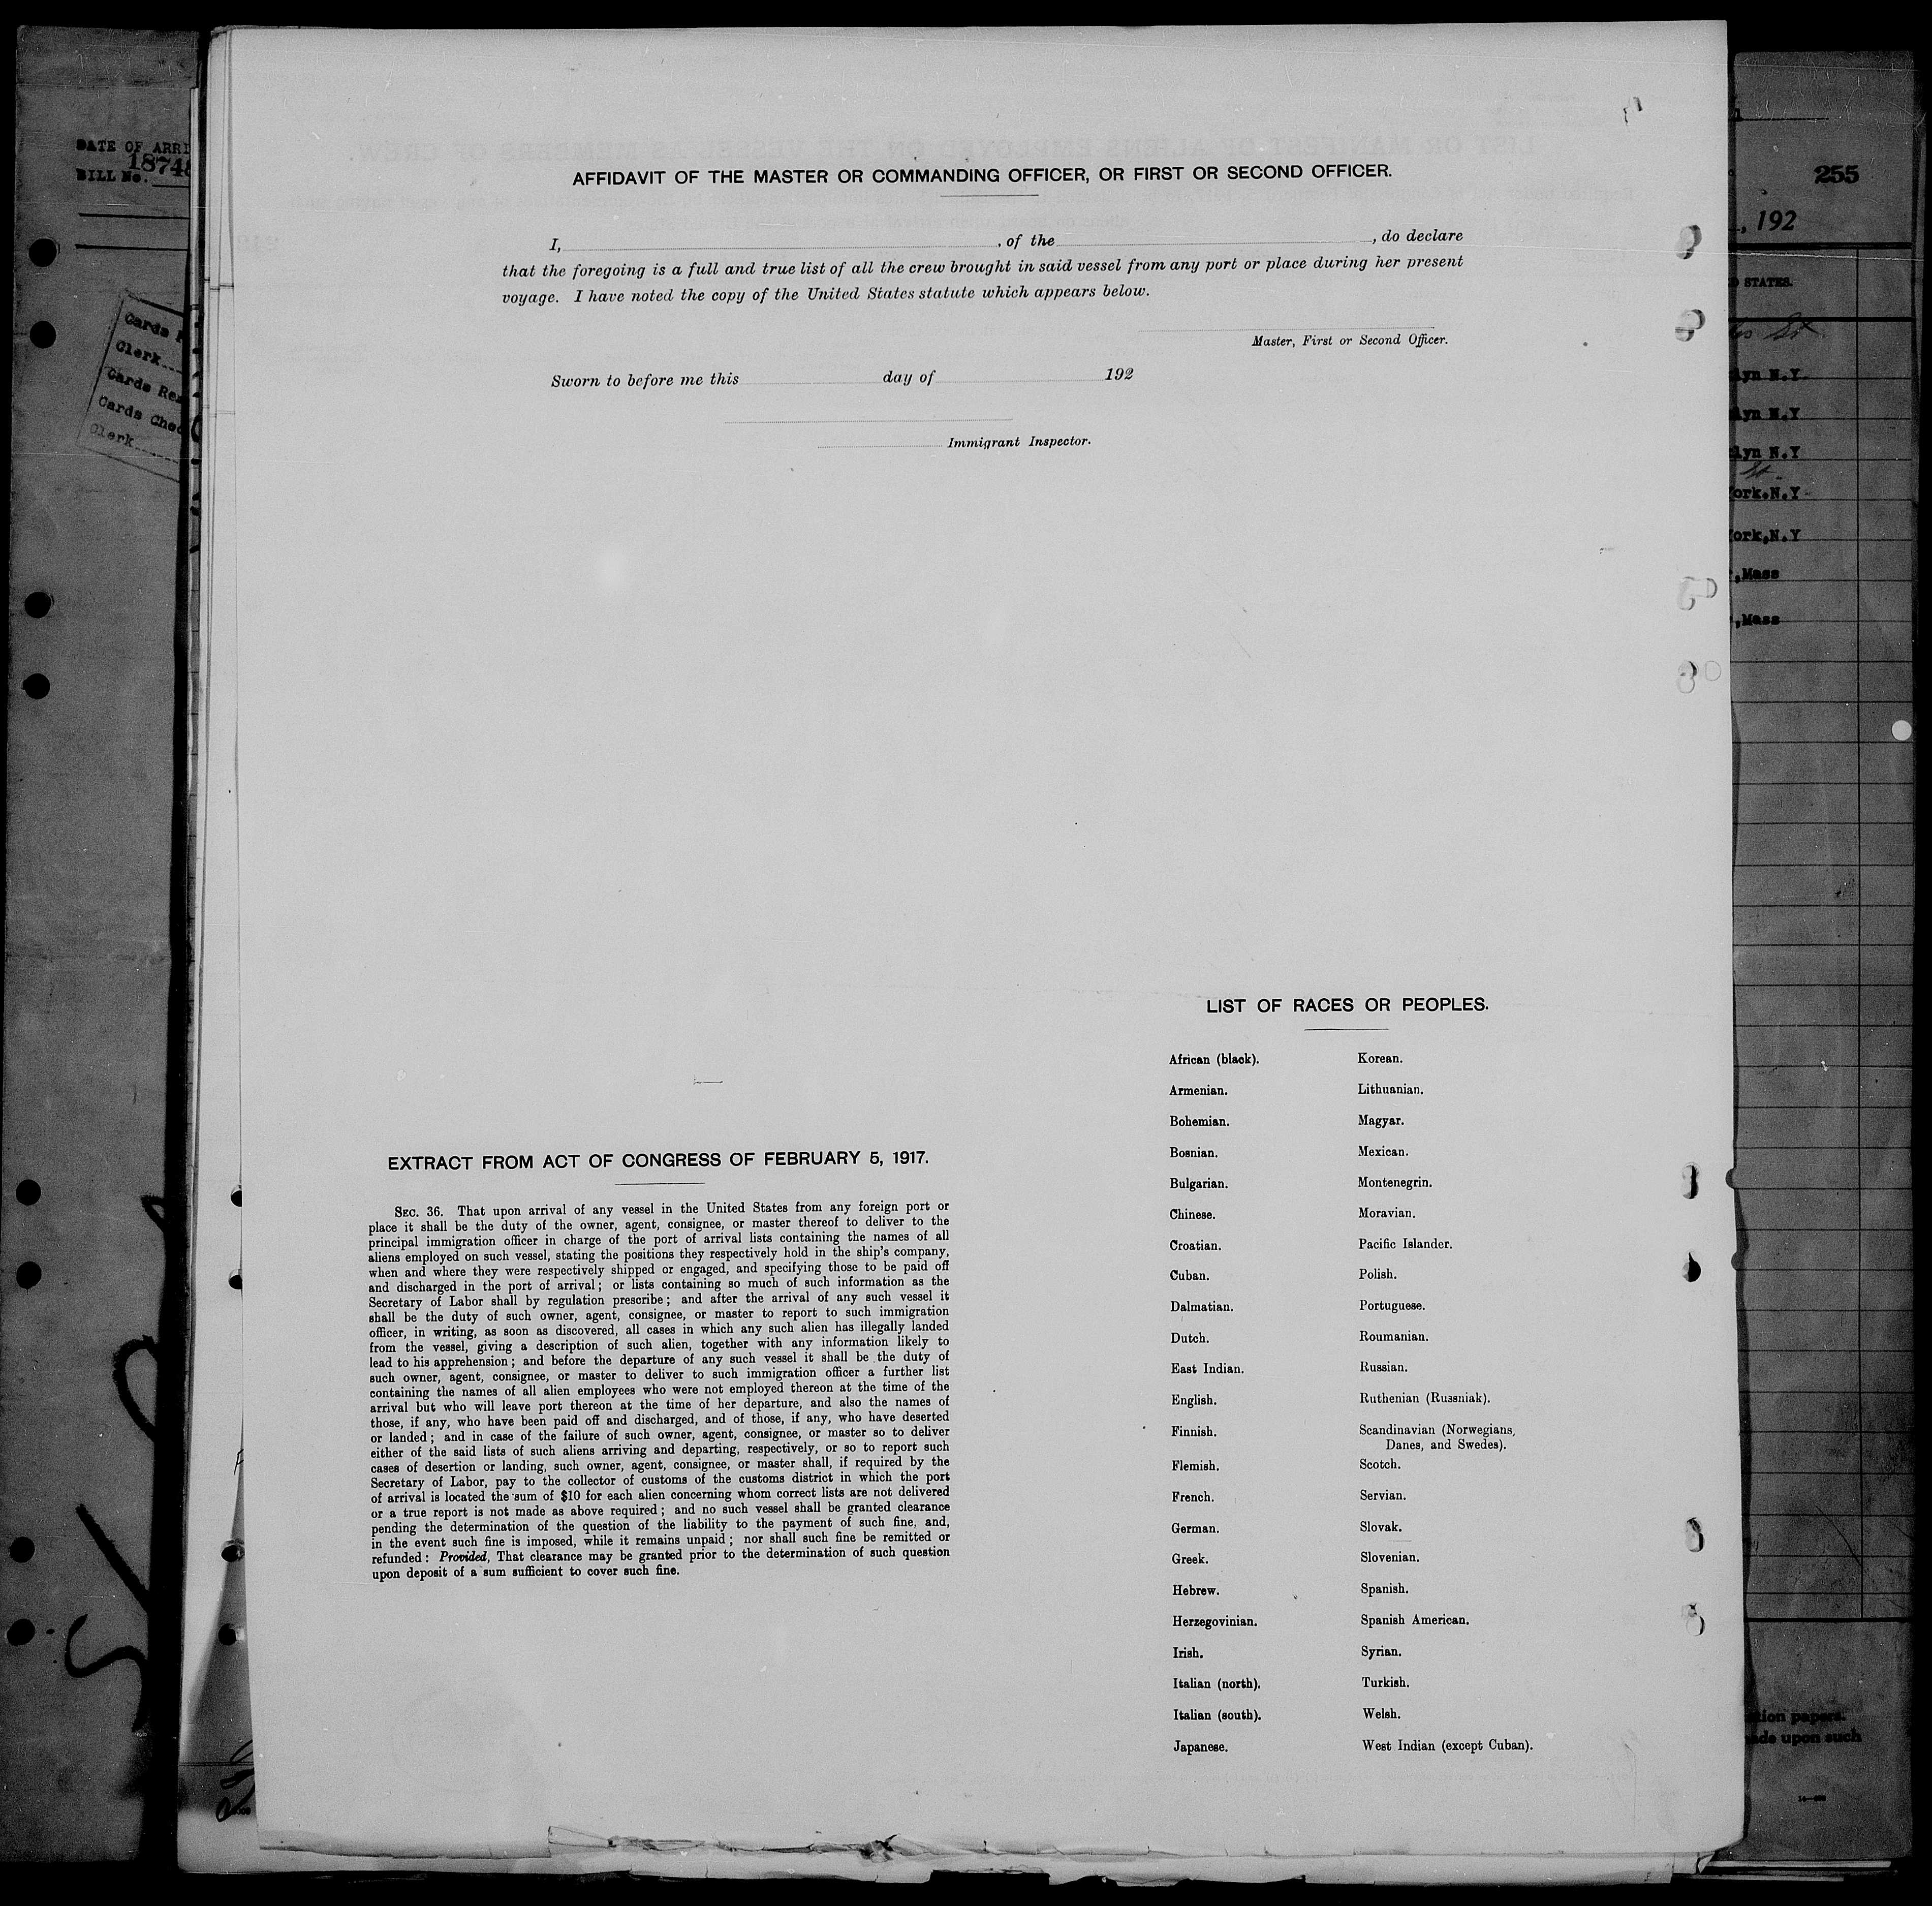 AFFIDAVIT OF THE MASTER OR COMMANDING OFFICER, OR FIRST OR SECOND OFFICER.
I, , of the , do declare
that the foregoing is a full and true list of all the crew brought in said vessel from any port or place during her present
voyage. I have noted the copy of the United States statute which appears below.
Master, First or Second Officer.
Sworn to before me this day of 192
Immigrant Inspector.
EXTRACT FROM ACT OF CONGRESS OF FEBRUARY 5, 1917.
SEC. 36. That upon arrival of any vessel in the United States from any foreign port or
place it shall be the duty of the owner, agent, consignee, or master thereof to deliver to the
principal immigration officer in charge of the port of arrival lists containing the names of all
aliens employed on such vessel, stating the positions they respectively hold in the ship's company,
when and where they were respectively shipped or engaged, and specifying those to be paid off
and discharged in the port of arrival; or lists containing so much of such information as the
Secretary of Labor shall by regulation prescribe; and after the arrival of any such vessel it
shall be the duty of such owner, agent, consignee, or master to report to such immigration
officer, in writing, as soon as discovered, all cases in which any such alien has illegally landed
from the vessel, giving a description of such alien, together with any information likely to
lead to his apprehension; and before the departure of any such vessel it shall be the duty of
such owner, agent, consignee, or master to deliver to such immigration officer a further list
containing the names of all alien employees who were not employed thereon at the time of the
arrival but who will leave port thereon at the time of her departure, and also the names of
those, if any, who have been paid off and discharged, and of those, if any, who have deserted
or landed; and in case of the failure of such owner, agent, consignee, or master so to deliver
either of the said lists of such aliens arriving and departing, respectively, or so to report such
cases of desertion or landing, such owner, agent, consignee, or master shall, if required by the
Secretary of Labor, pay to the collector of customs of the customs district in which the port
of arrival is located the sum of $10 for each alien concerning whom correct lists are not delivered
or a true report is not made as above required; and no such vessel shall be granted clearance
pending the determination of the question of the liability to the payment of such fine, and,
in the event such fine is imposed, while it remains unpaid; nor shall such fine be remitted or
refunded: Provided, That clearance may be granted prior to the determination of such question
upon deposit of a sum sufficient to cover such fine.
LIST OF RACES OR PEOPLES.
African (black).
Armenian.
Bohemian.
Bosnian.
Bulgarian.
Chinese.
Croatian.
Cuban.
Dalmatian.
Dutch.
East Indian.
English.
Finnish.
Flemish.
French.
German.
Greek.
Hebrew.
Herzegovinian.
Irish.
Italian (north).
Italian (south).
Japanese.
Korean.
Lithuanian.
Magyar.
Mexican.
Montenegrin.
Moravian.
Pacific Islander.
Polish.
Portuguese.
Roumanian.
Russian.
Ruthenian (Russniak).
Scandinavian (Norwegians,
Danes, and Swedes).
Scotch.
Servian.
Slovak.
Slovenian.
Spanish.
Spanish American.
Syrian.
Turkish.
Welsh.
West Indian (except Cuban).
DATE OF ARRI
18748
BILL No.
Cards
Clerk
Cards Re
Cards Chec
Clerk
255
, 192
STATES.
St
lyn N.Y.
lyn N.Y
lyn N.Y
St.
ork.N.Y
ork,N.Y
,Mass
,Mass
tion papers.
ade upon such